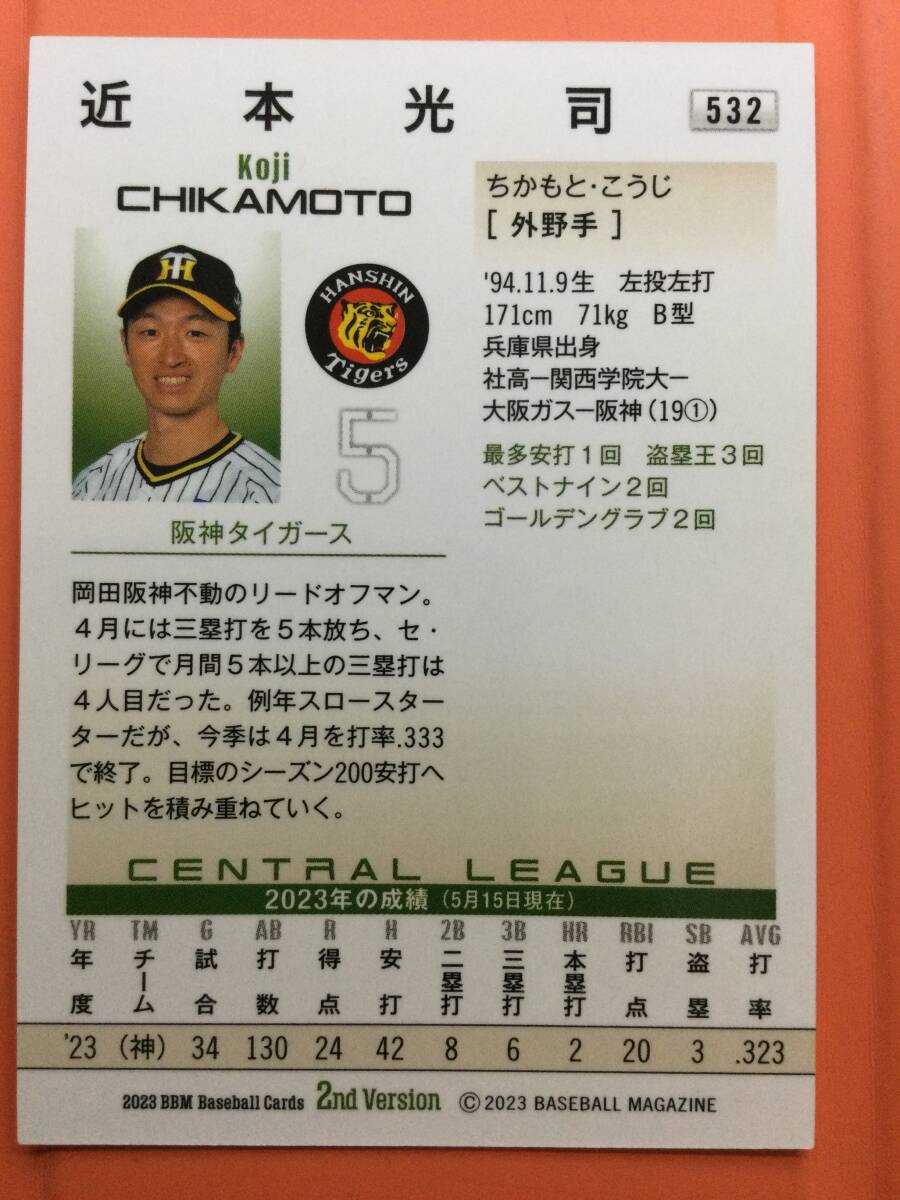 近本光司
532
Koji
CHIKAMOTO
ちかもと・こうじ
[ 外野手 ]
HANSHIN
Tigers
5
'94.11.9生　左投左打
171cm　71kg　B型
兵庫県出身
社高ー関西学院大ー
大阪ガスー阪神（19①）
最多安打1回　盗塁王3回
ベストナイン2回
ゴールデングラブ2回
阪神タイガース
岡田阪神不動のリードオフマン。
4月には三塁打を5本放ち、セ・
リーグで月間5本以上の三塁打は
4人目だった。例年スロースター
ターだが、今季は4月を打率.333
で終了。目標のシーズン200安打へ
ヒットを積み重ねていく。
CENTRAL LEAGUE
2023年の成績（5月15日現在）
YR TM G AB R H 2B 3B HR RBI SB AVG
年度 チーム 試合 打数 得点 安打 二塁打 三塁打 本塁打 打点 盗塁 打率
'23 （神） 34 130 24 42 8 6 2 20 3 .323
2023 BBM Baseball Cards 2nd Version ©2023 BASEBALL MAGAZINE